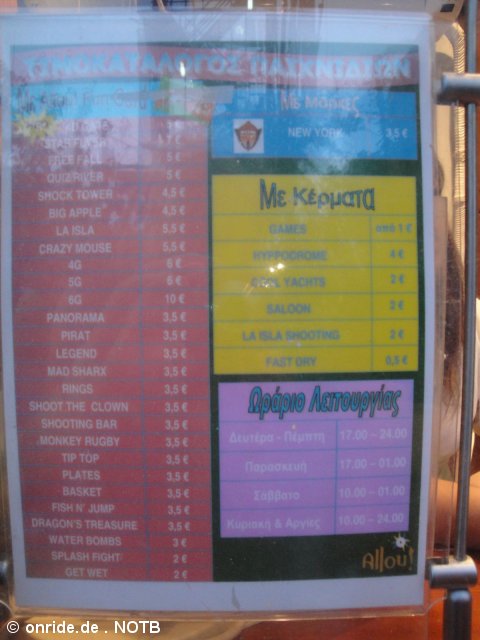 ΤΙΜΟΚΑΤΑΛΟΓΟΣ ΠΑΙΧΝΙΔΙΩΝ
STAR FLYER
FREE FALL 5 €
QUIZ RIVER 5 €
SHOCK TOWER 4,5 €
BIG APPLE 4,5 €
LA ISLA 5,5 €
CRAZY MOUSE 5,5 €
4G 6 €
5G 6 €
6G 10 €
PANORAMA 3,5 €
PIRAT 3,5 €
LEGEND 3,5 €
MAD SHARX 3,5 €
RINGS 3,5 €
SHOOT THE CLOWN 3,5 €
SHOOTING BAR 3,5 €
MONKEY RUGBY 3,5 €
TIP TOP 3,5 €
PLATES 3,5 €
BASKET 3,5 €
FISH N' JUMP 3,5 €
DRAGON'S TREASURE 3,5 €
WATER BOMBS 3 €
SPLASH FIGHT 2 €
GET WET 2 €
Με Μάρκες
NEW YORK 3,5 €
Με Κέρματα
GAMES από 1 €
HYPPODROME 4 €
COOL YACHTS 2 €
SALOON 2 €
LA ISLA SHOOTING 2 €
FAST DRY 0,5 €
Ωράριο Λειτουργίας
Δευτέρα - Πέμπτη 17.00 – 24.00
Παρασκευή 17.00 – 01.00
Σάββατο 10.00 – 01.00
Κυριακή & Αργίες 10.00 – 24.00
Allou!
© onride.de . NOTB